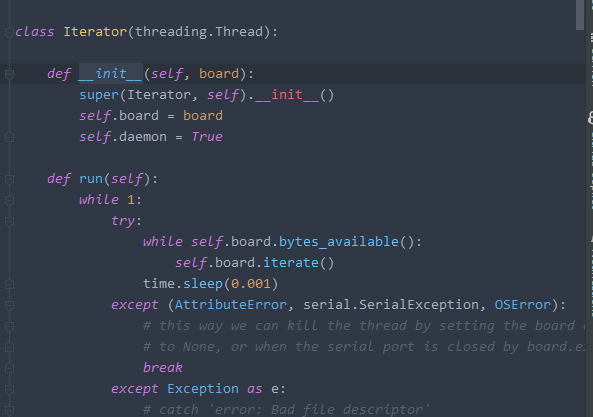 class Iterator(threading.Thread):
def __init__(self, board):
super(Iterator, self).__init__()
self.board = board
self.daemon = True
def run(self):
while 1:
try:
while self.board.bytes_available():
self.board.iterate()
time.sleep(0.001)
except (AttributeError, serial.SerialException, OSError):
# this way we can kill the thread by setting the board
# to None, or when the serial port is closed by board.
break
except Exception as e:
# catch 'error: Bad file descriptor'